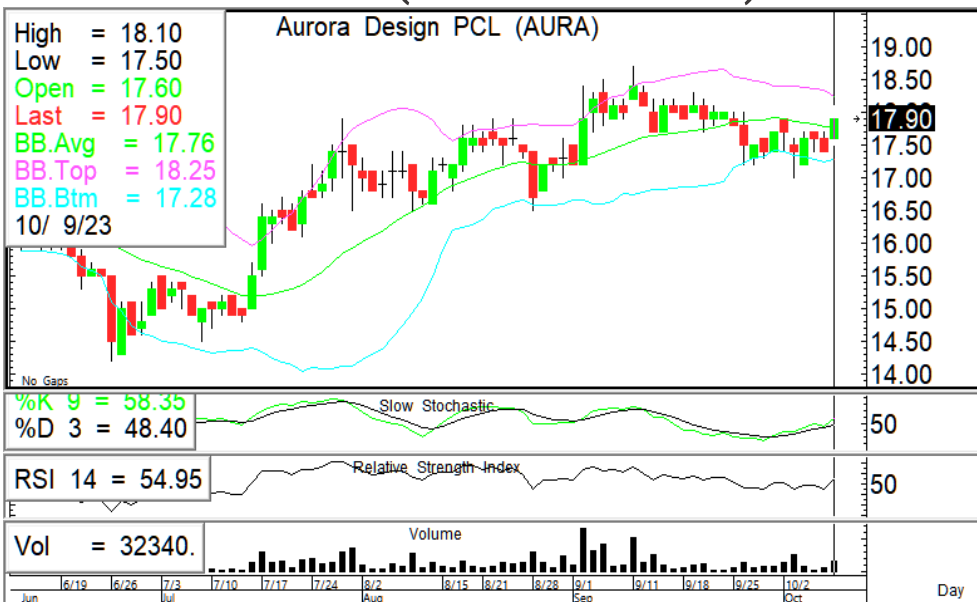 Aurora Design PCL (AURA)
High = 18.10
Low = 17.50
Open = 17.60
Last = 17.90
BB.Avg = 17.76
BB.Top = 18.25
BB.Btm = 17.28
10/ 9/23
19.00
18.50
17.90
17.50
17.00
16.50
16.00
15.50
15.00
14.50
14.00
No Gaps
%K 9 = 58.35
%D 3 = 48.40
Slow Stochastic
50
RSI 14 = 54.95
Relative Strength Index
50
Vol = 32340.
Volume
6/19 6/26 7/3 7/10 7/17 7/24 8/2 8/15 8/21 8/28 9/1 9/11 9/18 9/25 10/2
Jun Jul Aug Sep Oct
Day